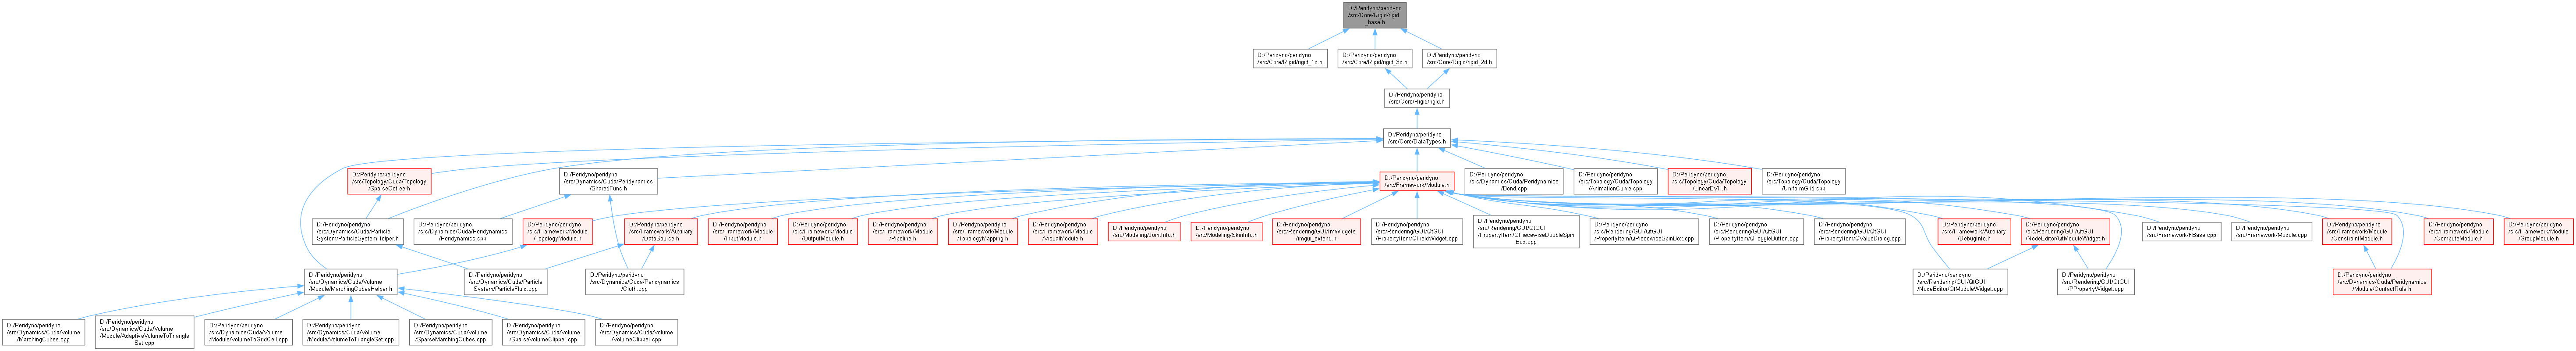 D:/Peridyno/peridyno
/src/Core/Rigid/rigid
_base.h
D:/Peridyno/peridyno
/src/Core/Rigid/rigid_1d.h
D:/Peridyno/peridyno
/src/Core/Rigid/rigid_3d.h
D:/Peridyno/peridyno
/src/Core/Rigid/rigid_2d.h
D:/Peridyno/peridyno
/src/Core/Rigid/rigid.h
D:/Peridyno/peridyno
/src/Core/DataTypes.h
D:/Peridyno/peridyno
/src/Topology/Cuda/Topology
/SparseOctree.h
D:/Peridyno/peridyno
/src/Dynamics/Cuda/Peridynamics
/SharedFunc.h
D:/Peridyno/peridyno
/src/Framework/Module.h
D:/Peridyno/peridyno
/src/Dynamics/Cuda/Peridynamics
/Bond.cpp
D:/Peridyno/peridyno
/src/Topology/Cuda/Topology
/AnimationCurve.cpp
D:/Peridyno/peridyno
/src/Topology/Cuda/Topology
/LinearBVH.h
D:/Peridyno/peridyno
/src/Topology/Cuda/Topology
/UniformGrid.cpp
D:/Peridyno/peridyno
/src/Dynamics/Cuda/Particle
System/ParticleSystemHelper.h
D:/Peridyno/peridyno
/src/Dynamics/Cuda/Peridynamics
/Peridynamics.cpp
D:/Peridyno/peridyno
/src/Framework/Module
/TopologyModule.h
D:/Peridyno/peridyno
/src/Framework/Auxiliary
/DataSource.h
D:/Peridyno/peridyno
/src/Framework/Module
/InputModule.h
D:/Peridyno/peridyno
/src/Framework/Module
/OutputModule.h
D:/Peridyno/peridyno
/src/Framework/Module
/Pipeline.h
D:/Peridyno/peridyno
/src/Framework/Module
/TopologyMapping.h
D:/Peridyno/peridyno
/src/Framework/Module
/VisualModule.h
D:/Peridyno/peridyno
/src/Modeling/JointInfo.h
D:/Peridyno/peridyno
/src/Modeling/SkinInfo.h
D:/Peridyno/peridyno
/src/Rendering/GUI/ImWidgets
/imgui_extend.h
D:/Peridyno/peridyno
/src/Rendering/GUI/QtGUI
/PropertyItem/QFieldWidget.cpp
D:/Peridyno/peridyno
/src/Rendering/GUI/QtGUI
/PropertyItem/QPiecewiseDoubleSpin
Box.cpp
D:/Peridyno/peridyno
/src/Rendering/GUI/QtGUI
/PropertyItem/QPiecewiseSpinBox.cpp
D:/Peridyno/peridyno
/src/Rendering/GUI/QtGUI
/PropertyItem/QToggleButton.cpp
D:/Peridyno/peridyno
/src/Rendering/GUI/QtGUI
/PropertyItem/QValueDialog.cpp
D:/Peridyno/peridyno
/src/Framework/Auxiliary
/DebugInfo.h
D:/Peridyno/peridyno
/src/Rendering/GUI/QtGUI
/NodeEditor/QtModuleWidget.h
D:/Peridyno/peridyno
/src/Framework/FBase.cpp
D:/Peridyno/peridyno
/src/Framework/Module.cpp
D:/Peridyno/peridyno
/src/Framework/Module
/ConstraintModule.h
D:/Peridyno/peridyno
/src/Framework/Module
/ComputeModule.h
D:/Peridyno/peridyno
/src/Framework/Module
/GroupModule.h
D:/Peridyno/peridyno
/src/Dynamics/Cuda/Volume
/Module/MarchingCubesHelper.h
D:/Peridyno/peridyno
/src/Dynamics/Cuda/Particle
System/ParticleFluid.cpp
D:/Peridyno/peridyno
/src/Dynamics/Cuda/Peridynamics
/Cloth.cpp
D:/Peridyno/peridyno
/src/Rendering/GUI/QtGUI
/NodeEditor/QtModuleWidget.cpp
D:/Peridyno/peridyno
/src/Rendering/GUI/QtGUI
/PPropertyWidget.cpp
D:/Peridyno/peridyno
/src/Dynamics/Cuda/Peridynamics
/Module/ContactRule.h
D:/Peridyno/peridyno
/src/Dynamics/Cuda/Volume
/MarchingCubes.cpp
D:/Peridyno/peridyno
/src/Dynamics/Cuda/Volume
/Module/AdaptiveVolumeToTriangle
Set.cpp
D:/Peridyno/peridyno
/src/Dynamics/Cuda/Volume
/Module/VolumeToGridCell.cpp
D:/Peridyno/peridyno
/src/Dynamics/Cuda/Volume
/Module/VolumeToTriangleSet.cpp
D:/Peridyno/peridyno
/src/Dynamics/Cuda/Volume
/SparseMarchingCubes.cpp
D:/Peridyno/peridyno
/src/Dynamics/Cuda/Volume
/SparseVolumeClipper.cpp
D:/Peridyno/peridyno
/src/Dynamics/Cuda/Volume
/VolumeClipper.cpp